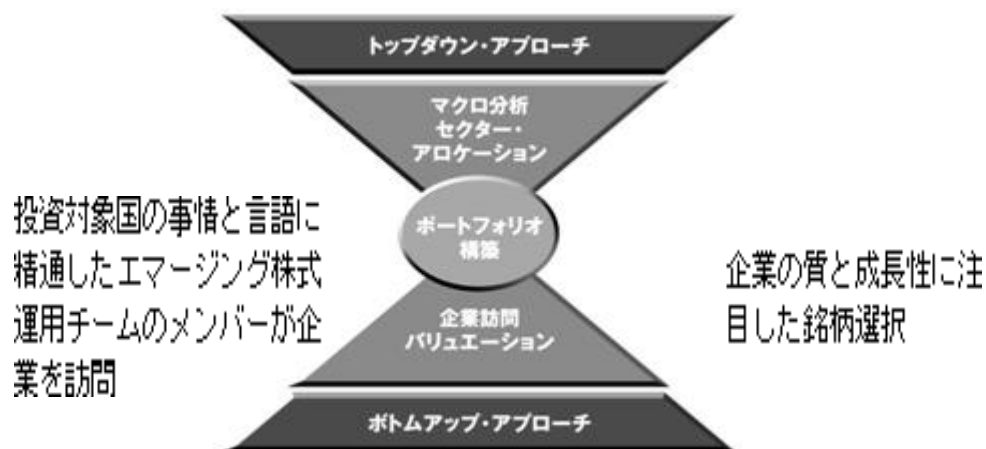 トップダウン・アプローチ
マクロ分析
セクター・
アロケーション
ポートフォリオ
構築
投資対象国の事情と言語に
精通したエマージング株式
運用チームのメンバーが企
業を訪問
企業の質と成長性に注
目した銘柄選択
企業訪問
バリュエーション
ボトムアップ・アプローチ